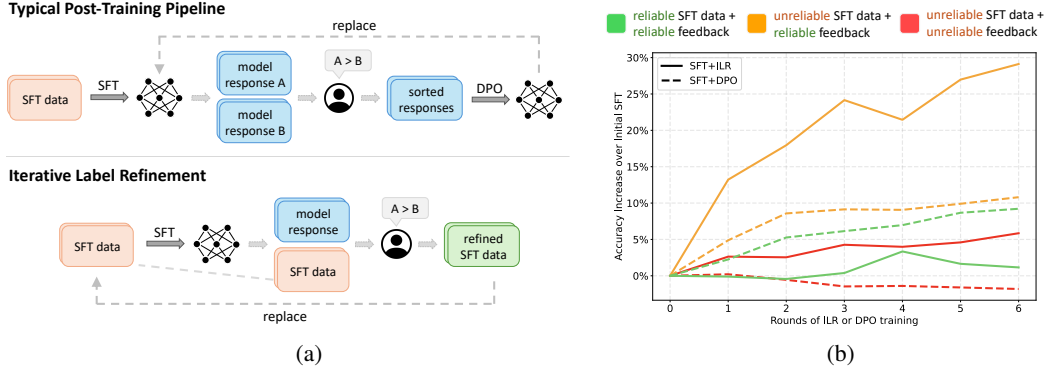 Typical Post-Training Pipeline
replace
SFT data
SFT
model
response A
model
response B
A > B
sorted
responses
DPO
Iterative Label Refinement
SFT data
SFT
model
response
SFT data
A > B
refined
SFT data
replace
(a)
reliable SFT data +
reliable feedback
unreliable SFT data +
reliable feedback
unreliable SFT data +
unreliable feedback
SFT+ILR
SFT+DPO
Accuracy Increase over Initial SFT
30%
25%
20%
15%
10%
5%
0%
0 1 2 3 4 5 6
Rounds of ILR or DPO training
(b)